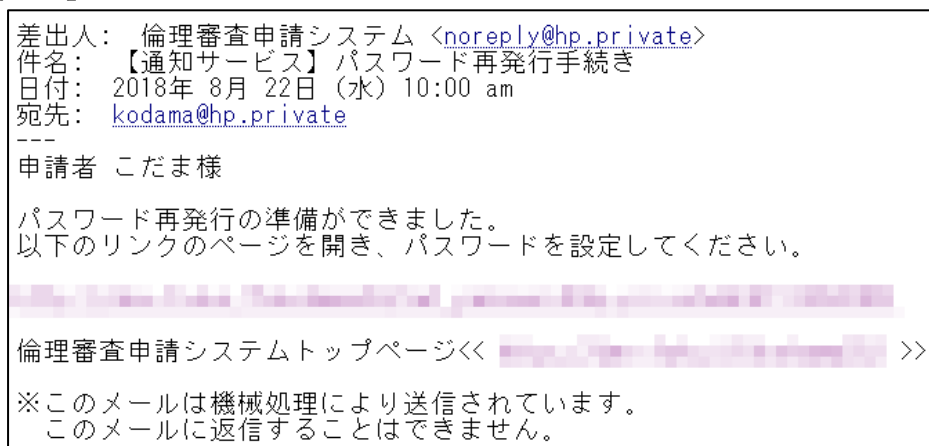 差出人: 倫理審査申請システム <noreply@hp.private>
件名: 【通知サービス】パスワード再発行手続き
日付: 2018年 8月 22日 (水) 10:00 am
宛先: kodama@hp.private
---
申請者 こだま様
パスワード再発行の準備ができました。
以下のリンクのページを開き、パスワードを設定してください。
倫理審査申請システムトップページ<< >>
※このメールは機械処理により送信されています。
このメールに返信することはできません。